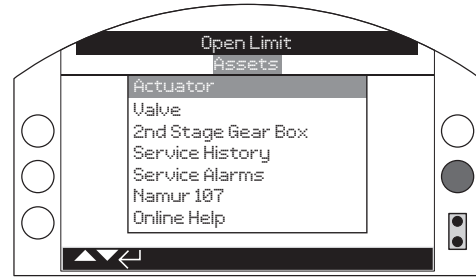 Open Limit
Assets
Actuator
Valve
2nd Stage Gear Box
Service History
Service Alarms
Namur 107
Online Help